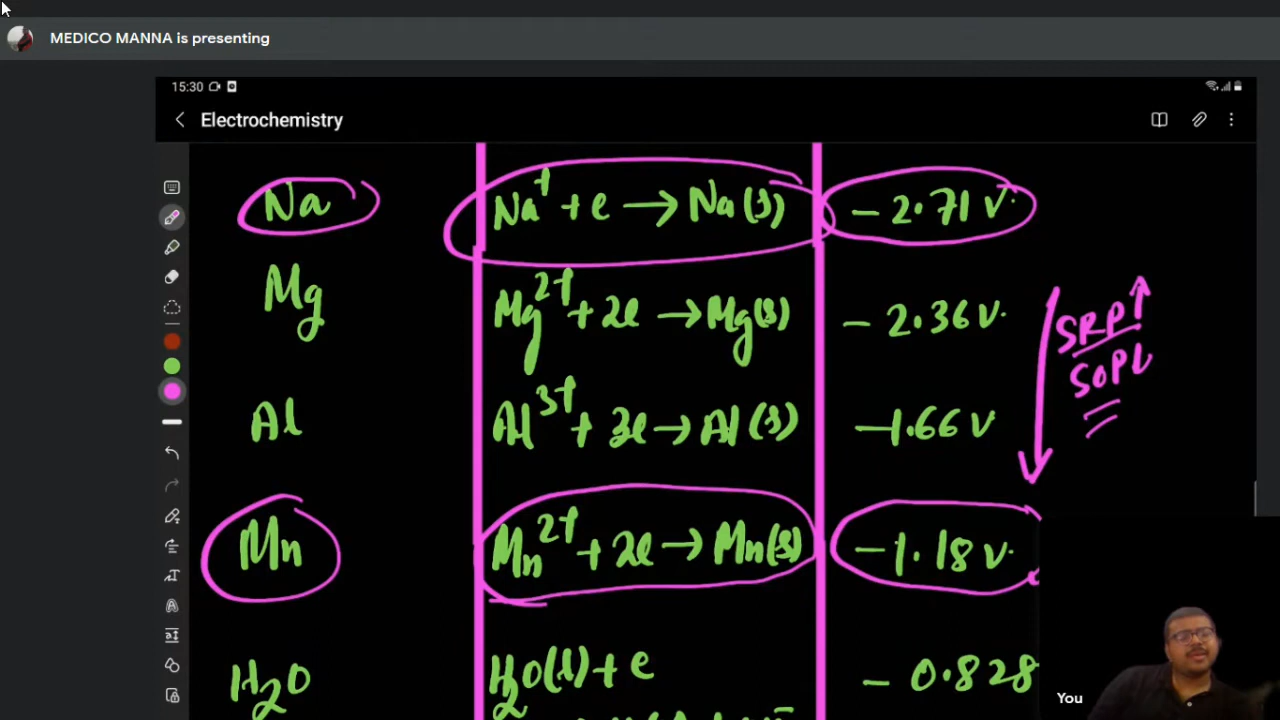 MEDICO MANNA is presenting
15:30
Electrochemistry
Na Na⁺ + e → Na(s) - 2.71 V.
Mg Mg²⁺ + 2e → Mg(s) - 2.36 V.
SRP↑
SOP↓
Al Al³⁺ + 3e → Al(s) -1.66 V
Mn Mn²⁺ + 2e → Mn(s) -1.18 V.
H₂O H₂O(l) + e - 0.828
You